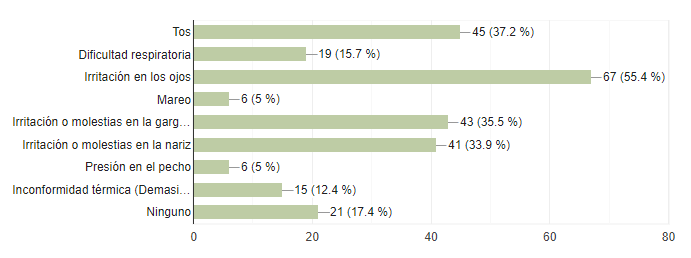 Tos 45 (37.2 %)
Dificultad respiratoria 19 (15.7 %)
Irritación en los ojos 67 (55.4 %)
Mareo 6 (5 %)
Irritación o molestias en la garg… 43 (35.5 %)
Irritación o molestias en la nariz 41 (33.9 %)
Presión en el pecho 6 (5 %)
Inconformidad térmica (Demasi… 15 (12.4 %)
Ninguno 21 (17.4 %)
0 20 40 60 80